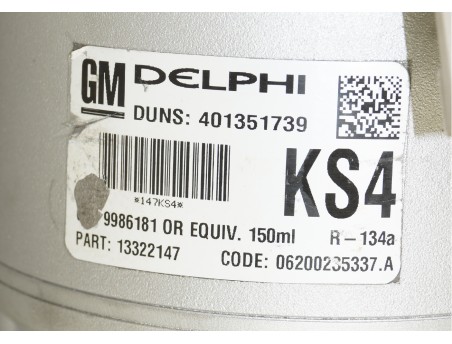 GM DELPHI
DUNS: 401351739
KS4
*147KS4*
9986181 OR EQUIV. 150ml R-134a
PART: 13322147 CODE: 06200235337.A